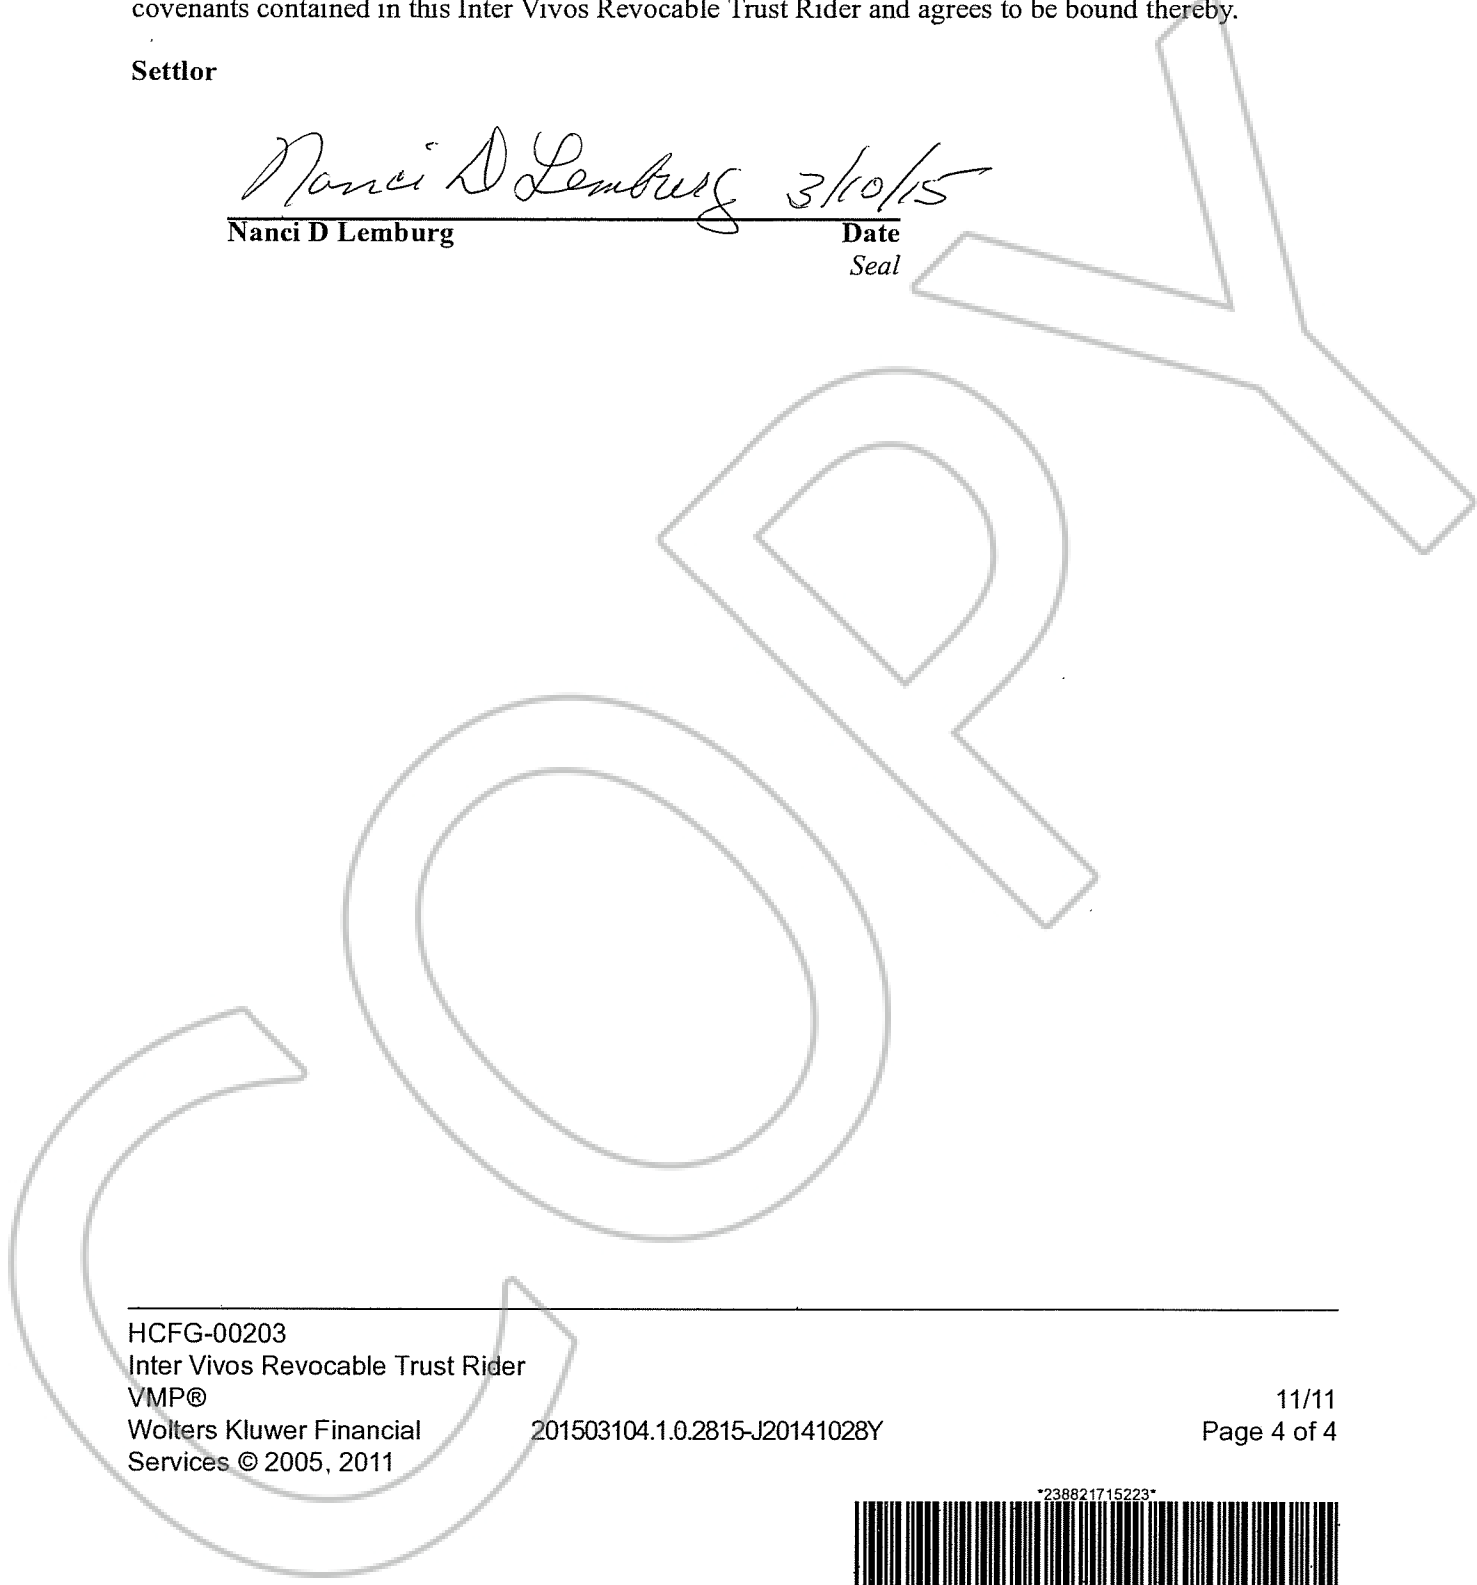 covenants contained in this Inter Vivos Revocable Trust Rider and agrees to be bound thereby.
Settlor
Nanci D Lemburg 3/10/15
Nanci D Lemburg Date
Seal
COPY
HCFG-00203
Inter Vivos Revocable Trust Rider
VMP® 11/11
Wolters Kluwer Financial 201503104.1.0.2815-J20141028Y Page 4 of 4
Services © 2005, 2011
*238821715223*